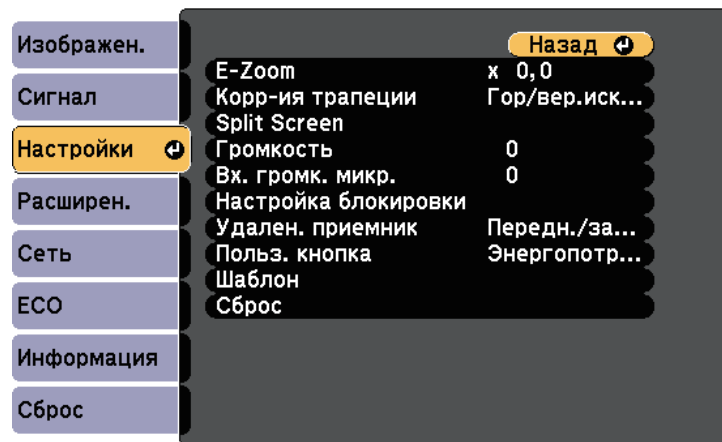 Изображен.
Сигнал
Настройки
Расширен.
Сеть
ECO
Информация
Сброс
Назад
E-Zoom x 0,0
Корр-ия трапеции Гор/вер.иск...
Split Screen
Громкость 0
Вх. громк. микр. 0
Настройка блокировки
Удален. приемник Передн./за...
Польз. кнопка Энергопотр...
Шаблон
Сброс